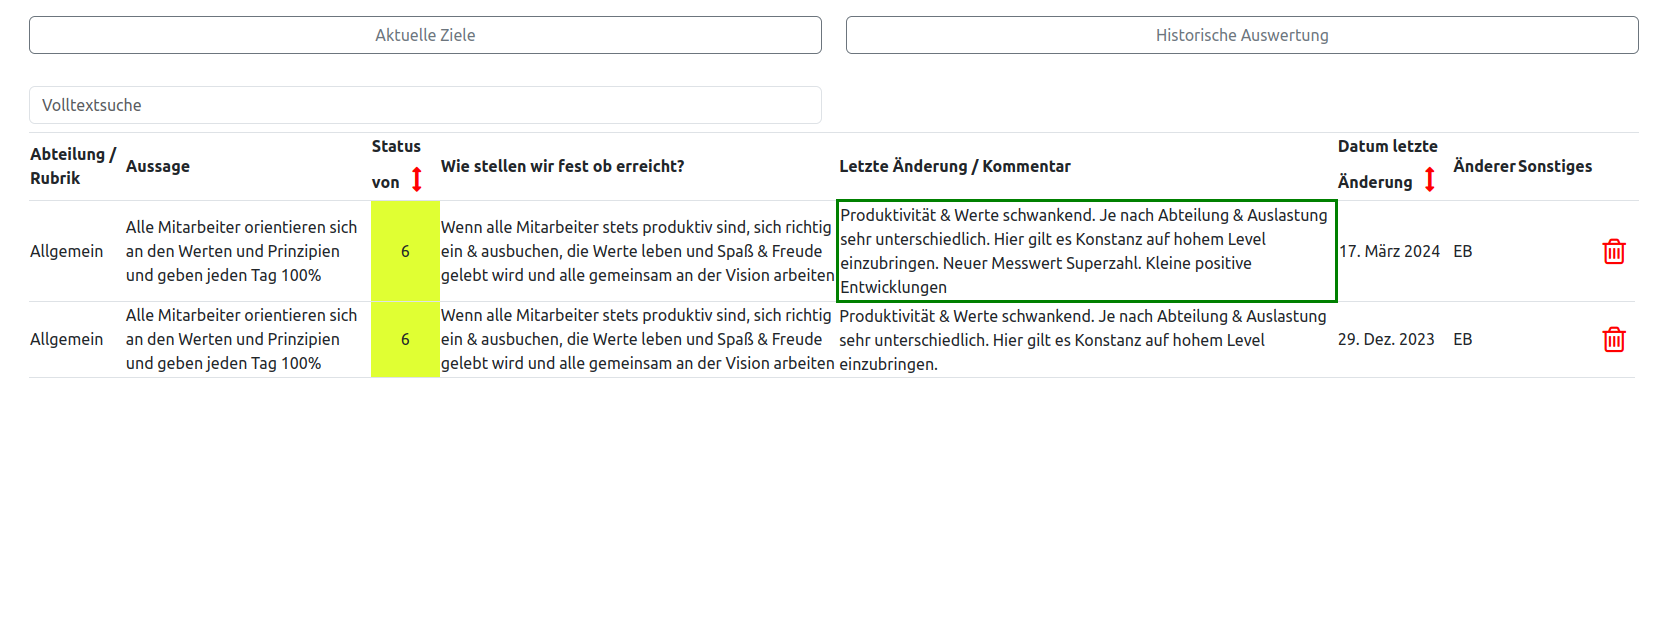 Aktuelle Ziele
Historische Auswertung
Volltextsuche
Abteilung /
Rubrik
Aussage
Status
von
Wie stellen wir fest ob erreicht?
Letzte Änderung / Kommentar
Datum letzte
Änderung
Änderer
Sonstiges
Allgemein
Alle Mitarbeiter orientieren sich
an den Werten und Prinzipien
und geben jeden Tag 100%
6
Wenn alle Mitarbeiter stets produktiv sind, sich richtig
ein & ausbuchen, die Werte leben und Spaß & Freude
gelebt wird und alle gemeinsam an der Vision arbeiten
Produktivität & Werte schwankend. Je nach Abteilung & Auslastung
sehr unterschiedlich. Hier gilt es Konstanz auf hohem Level
einzubringen. Neuer Messwert Superzahl. Kleine positive
Entwicklungen
17. März 2024
EB
Allgemein
Alle Mitarbeiter orientieren sich
an den Werten und Prinzipien
und geben jeden Tag 100%
6
Wenn alle Mitarbeiter stets produktiv sind, sich richtig
ein & ausbuchen, die Werte leben und Spaß & Freude
gelebt wird und alle gemeinsam an der Vision arbeiten
Produktivität & Werte schwankend. Je nach Abteilung & Auslastung
sehr unterschiedlich. Hier gilt es Konstanz auf hohem Level
einzubringen.
29. Dez. 2023
EB